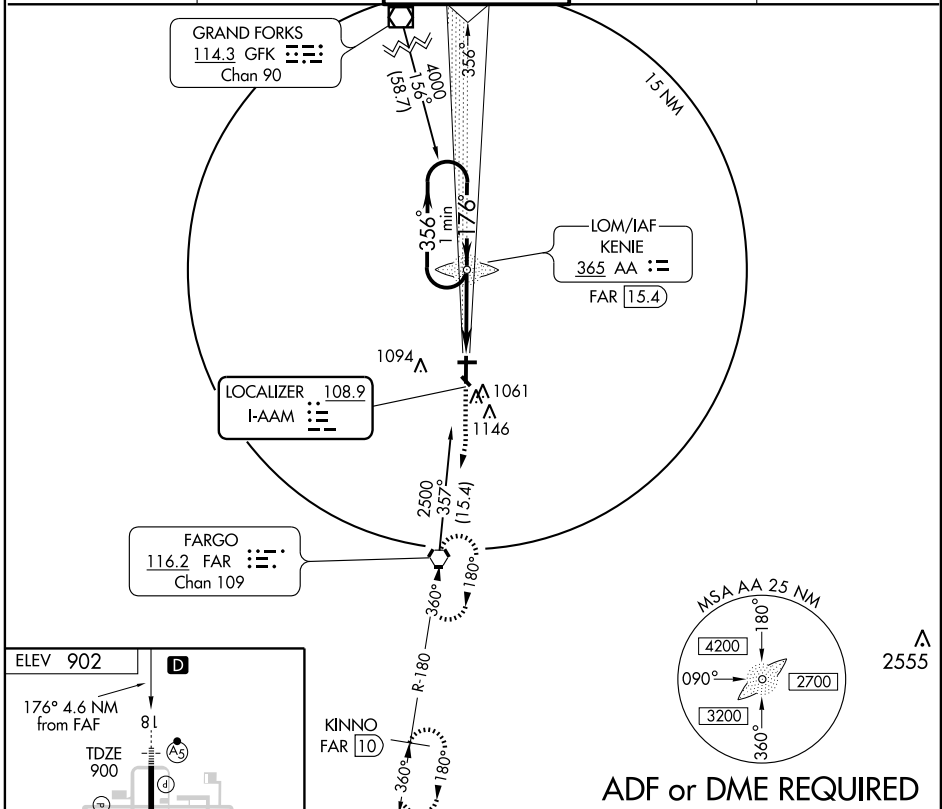 GRAND FORKS
114.3 GFK
Chan 90
4000
156°
(58.7)
356°
15 NM
356°
1 min
176°
LOM/IAF
KENIE
365 AA
FAR 15.4
1094
LOCALIZER 108.9
I-AAM
1061
1146
2500
357°
(15.4)
FARGO
116.2 FAR
Chan 109
360°
180°
R-180
KINNO
FAR 10
360°
180°
MSA AA 25 NM
180°
4200
090°
2700
3200
360°
2555
ELEV 902
D
176° 4.6 NM
from FAF
18
TDZE
900
A5
P
P
ADF or DME REQUIRED